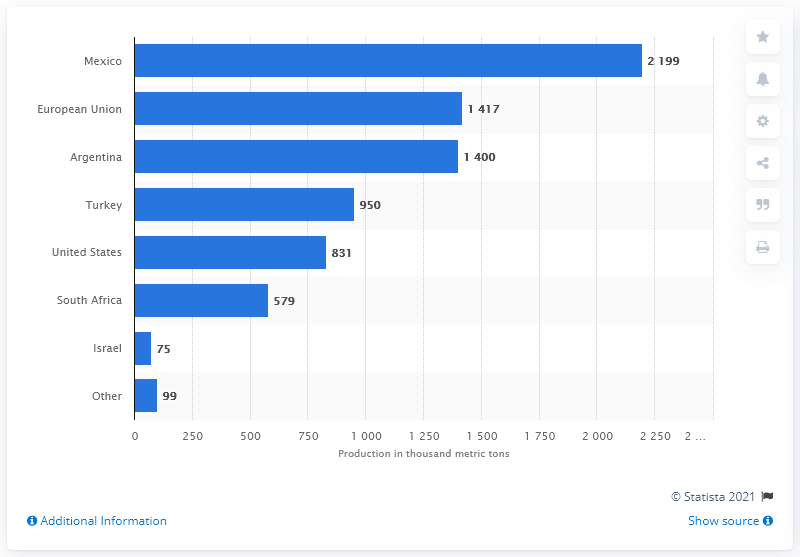 Mexico 2 199
European Union 1 417
Argentina 1 400
Turkey 950
United States 831
South Africa 579
Israel 75
Other 99
0 250 500 750 1 000 1 250 1 500 1 750 2 000 2 250 2 ...
Production in thousand metric tons
© Statista 2021
Additional Information Show source